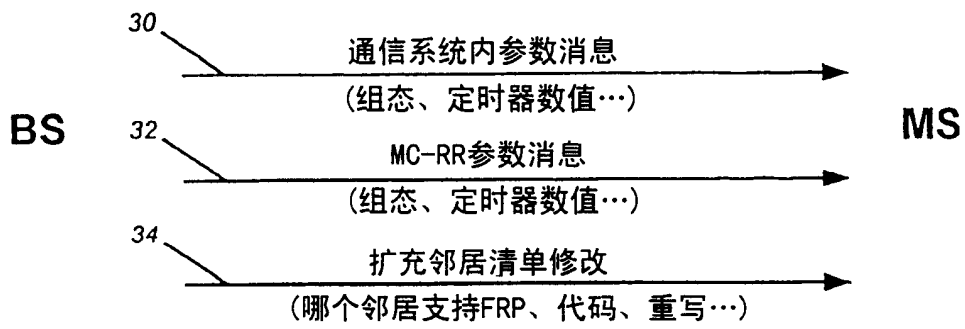 30
通信系统内参数消息
(组态、定时器数值…)
BS
MS
32
MC-RR参数消息
(组态、定时器数值…)
34
扩充邻居清单修改
(哪个邻居支持FRP、代码、重写…)